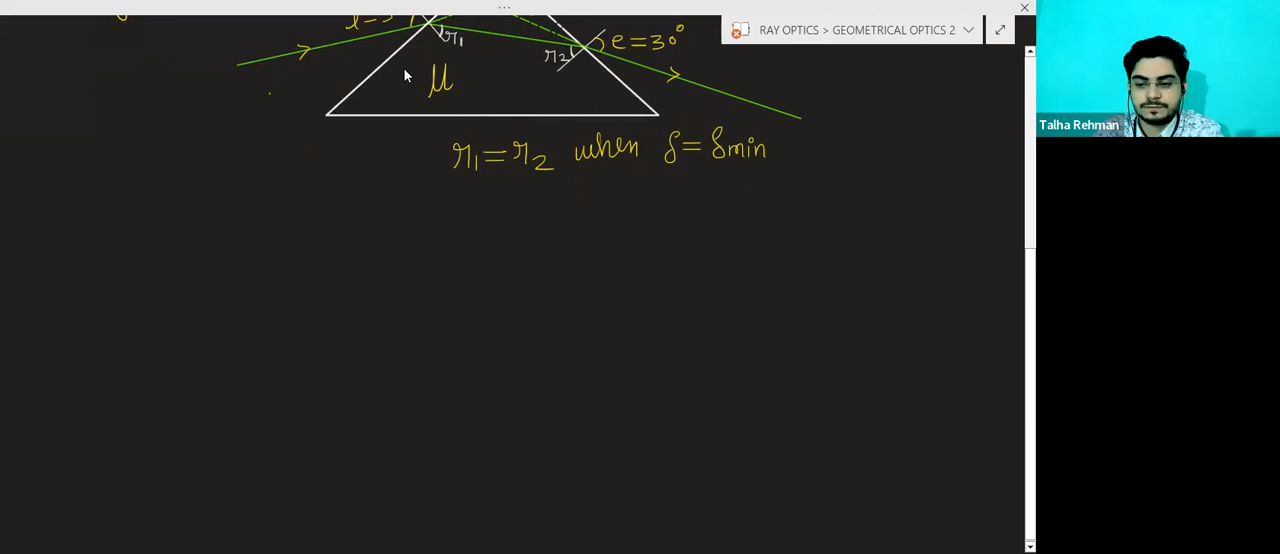 RAY OPTICS > GEOMETRICAL OPTICS 2
r1
r2
e=30°
μ
Talha Rehman
r1=r2 when δ=δmin